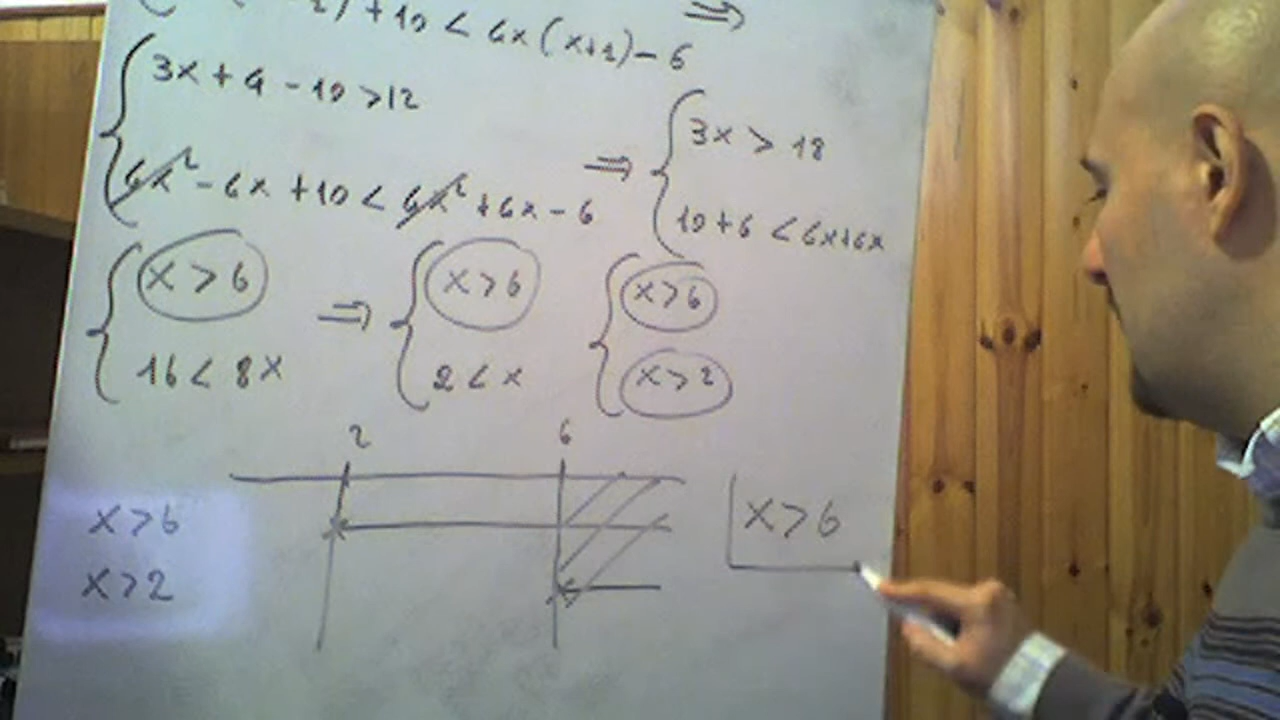 +10 < 6x(x+1)-6 ⇒
3x + 4 - 10 > 12
6x² - 6x + 10 < 6x² + 6x - 6
⇒ 3x > 18
10 + 6 < 6x+6x
x > 6 ⇒ x > 6 x > 6
16 < 8x 2 < x x > 2
2 6
x > 6
x > 2
x > 6